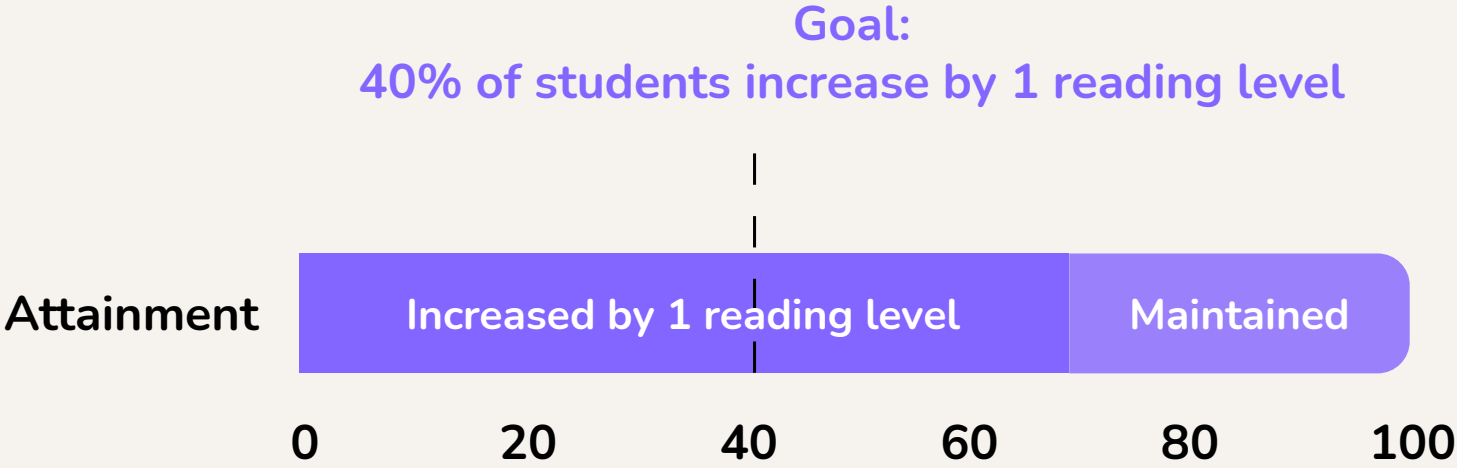 Goal:
40% of students increase by 1 reading level
Attainment
Increased by 1 reading level
Maintained
0
20
40
60
80
100